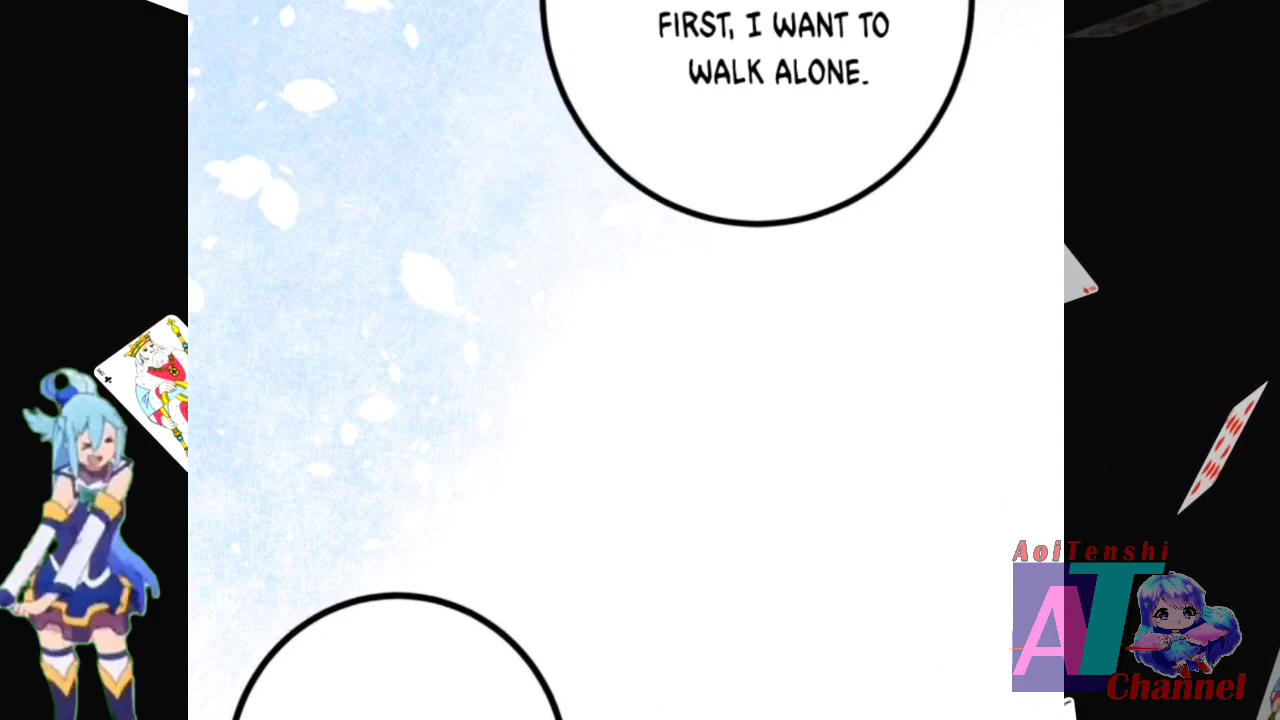 FIRST, I WANT TO
WALK ALONE.
AoiTenshi
AT
Channel